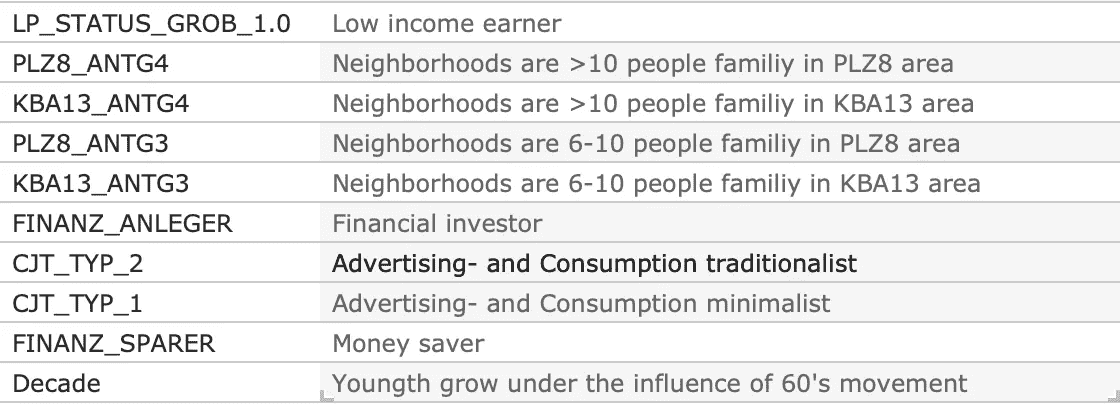 LP_STATUS_GROB_1.0 Low income earner
PLZ8_ANTG4 Neighborhoods are >10 people familiy in PLZ8 area
KBA13_ANTG4 Neighborhoods are >10 people familiy in KBA13 area
PLZ8_ANTG3 Neighborhoods are 6-10 people familiy in PLZ8 area
KBA13_ANTG3 Neighborhoods are 6-10 people familiy in KBA13 area
FINANZ_ANLEGER Financial investor
CJT_TYP_2 Advertising- and Consumption traditionalist
CJT_TYP_1 Advertising- and Consumption minimalist
FINANZ_SPARER Money saver
Decade Youngth grow under the influence of 60's movement